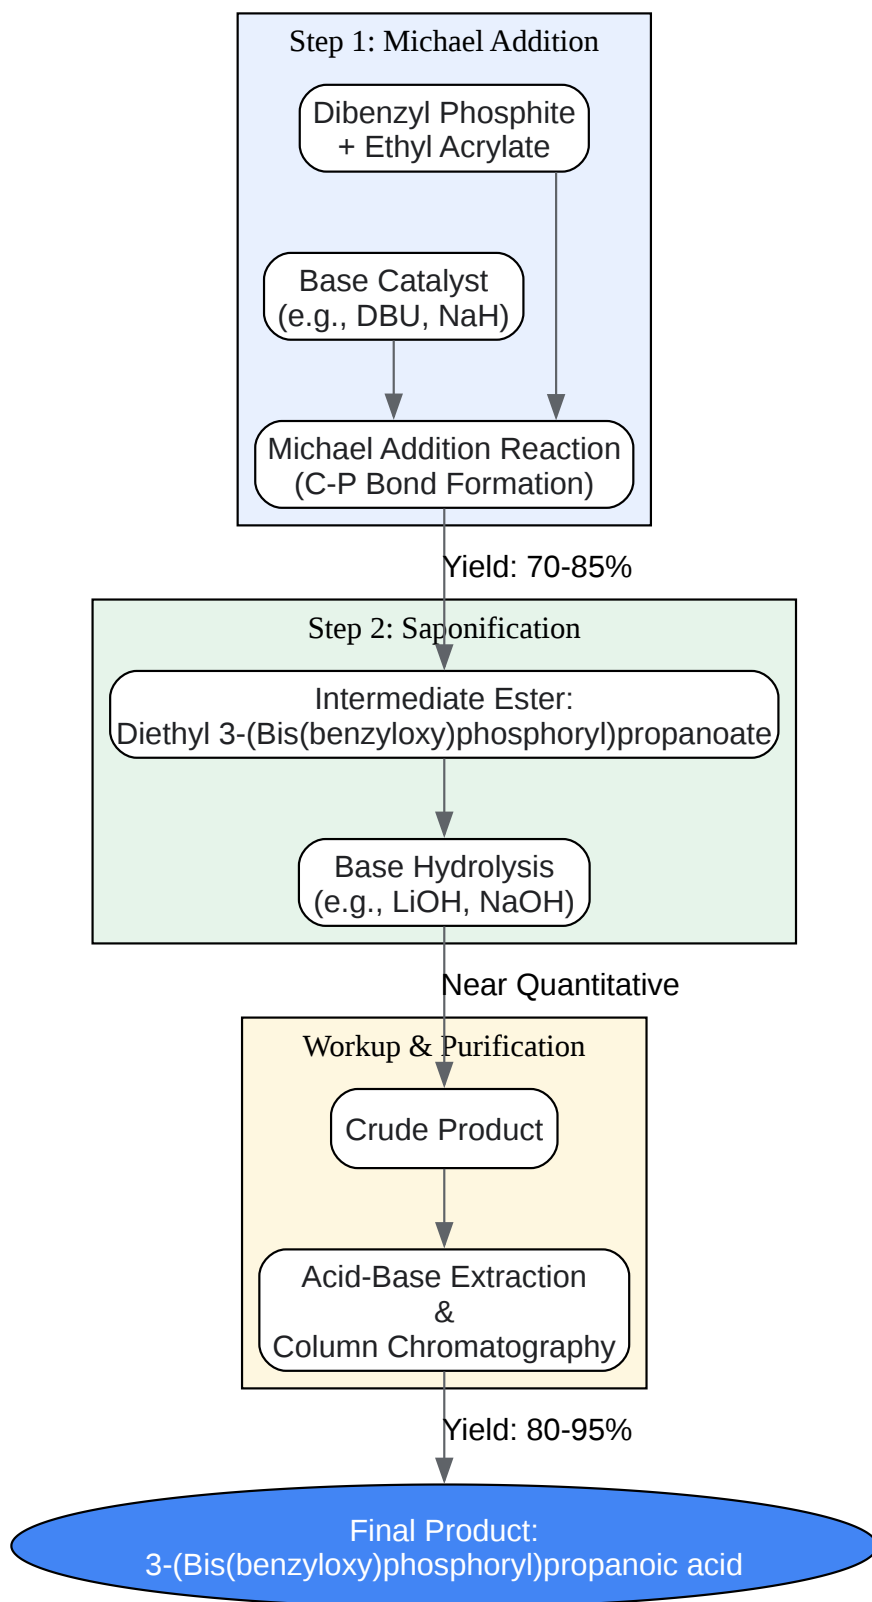 Step 1: Michael Addition
Dibenzyl Phosphite
+ Ethyl Acrylate
Base Catalyst
(e.g., DBU, NaH)
Michael Addition Reaction
(C-P Bond Formation)
Yield: 70-85%
Step 2: Saponification
Intermediate Ester:
Diethyl 3-(Bis(benzyloxy)phosphoryl)propanoate
Base Hydrolysis
(e.g., LiOH, NaOH)
Near Quantitative
Workup & Purification
Crude Product
Acid-Base Extraction
&
Column Chromatography
Yield: 80-95%
Final Product:
3-(Bis(benzyloxy)phosphoryl)propanoic acid